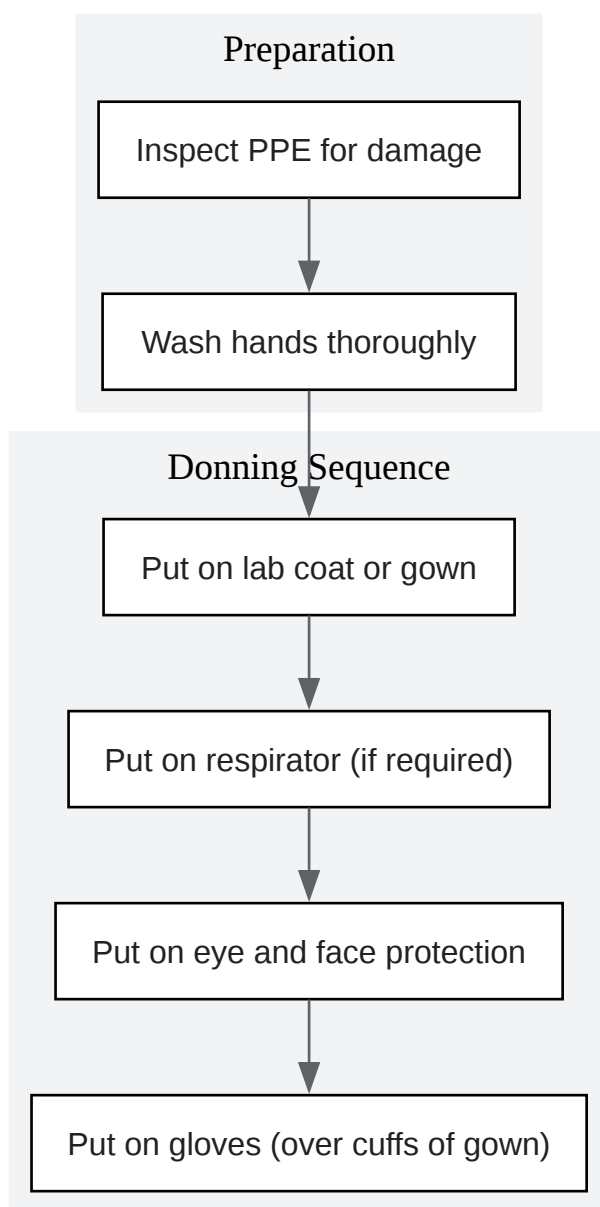 Preparation
Inspect PPE for damage
Wash hands thoroughly
Donning Sequence
Put on lab coat or gown
Put on respirator (if required)
Put on eye and face protection
Put on gloves (over cuffs of gown)